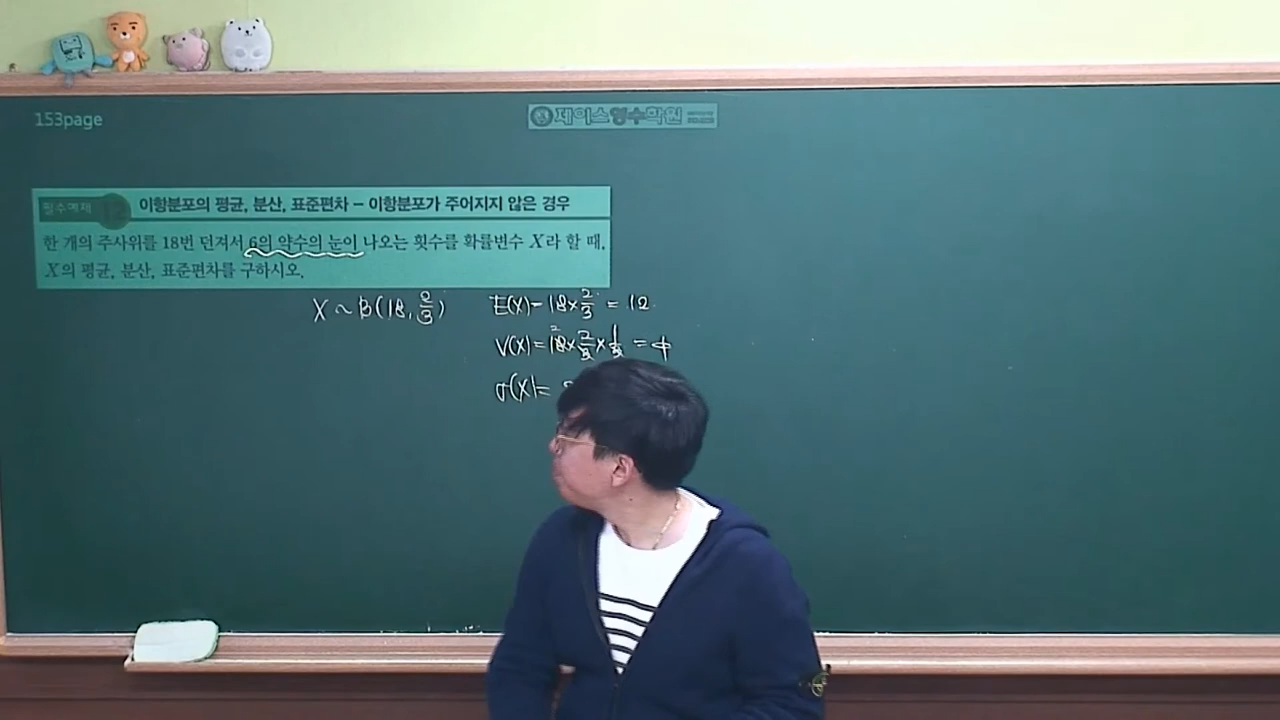 153page
제이스영수학원
필수예제 12 이항분포의 평균, 분산, 표준편차 – 이항분포가 주어지지 않은 경우
한 개의 주사위를 18번 던져서 6의 약수의 눈이 나오는 횟수를 확률변수 X라 할 때,
X의 평균, 분산, 표준편차를 구하시오.
X ~ B(18, 2/3)
E(X) = 18 × 2/3 = 12
V(X) = 18 × 2/3 × 1/3 = 4
σ(X) =